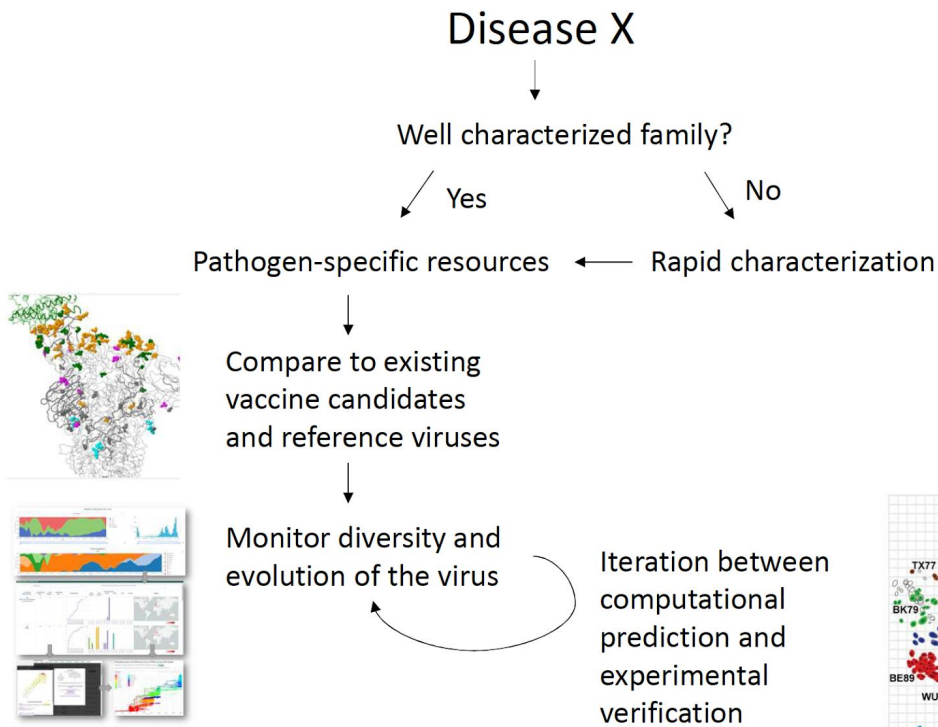 Disease X
Well characterized family?
Yes
No
Pathogen-specific resources
Rapid characterization
Compare to existing
vaccine candidates
and reference viruses
Monitor diversity and
evolution of the virus
Iteration between
computational
prediction and
experimental
verification
TX77
BK79
BE89
WU